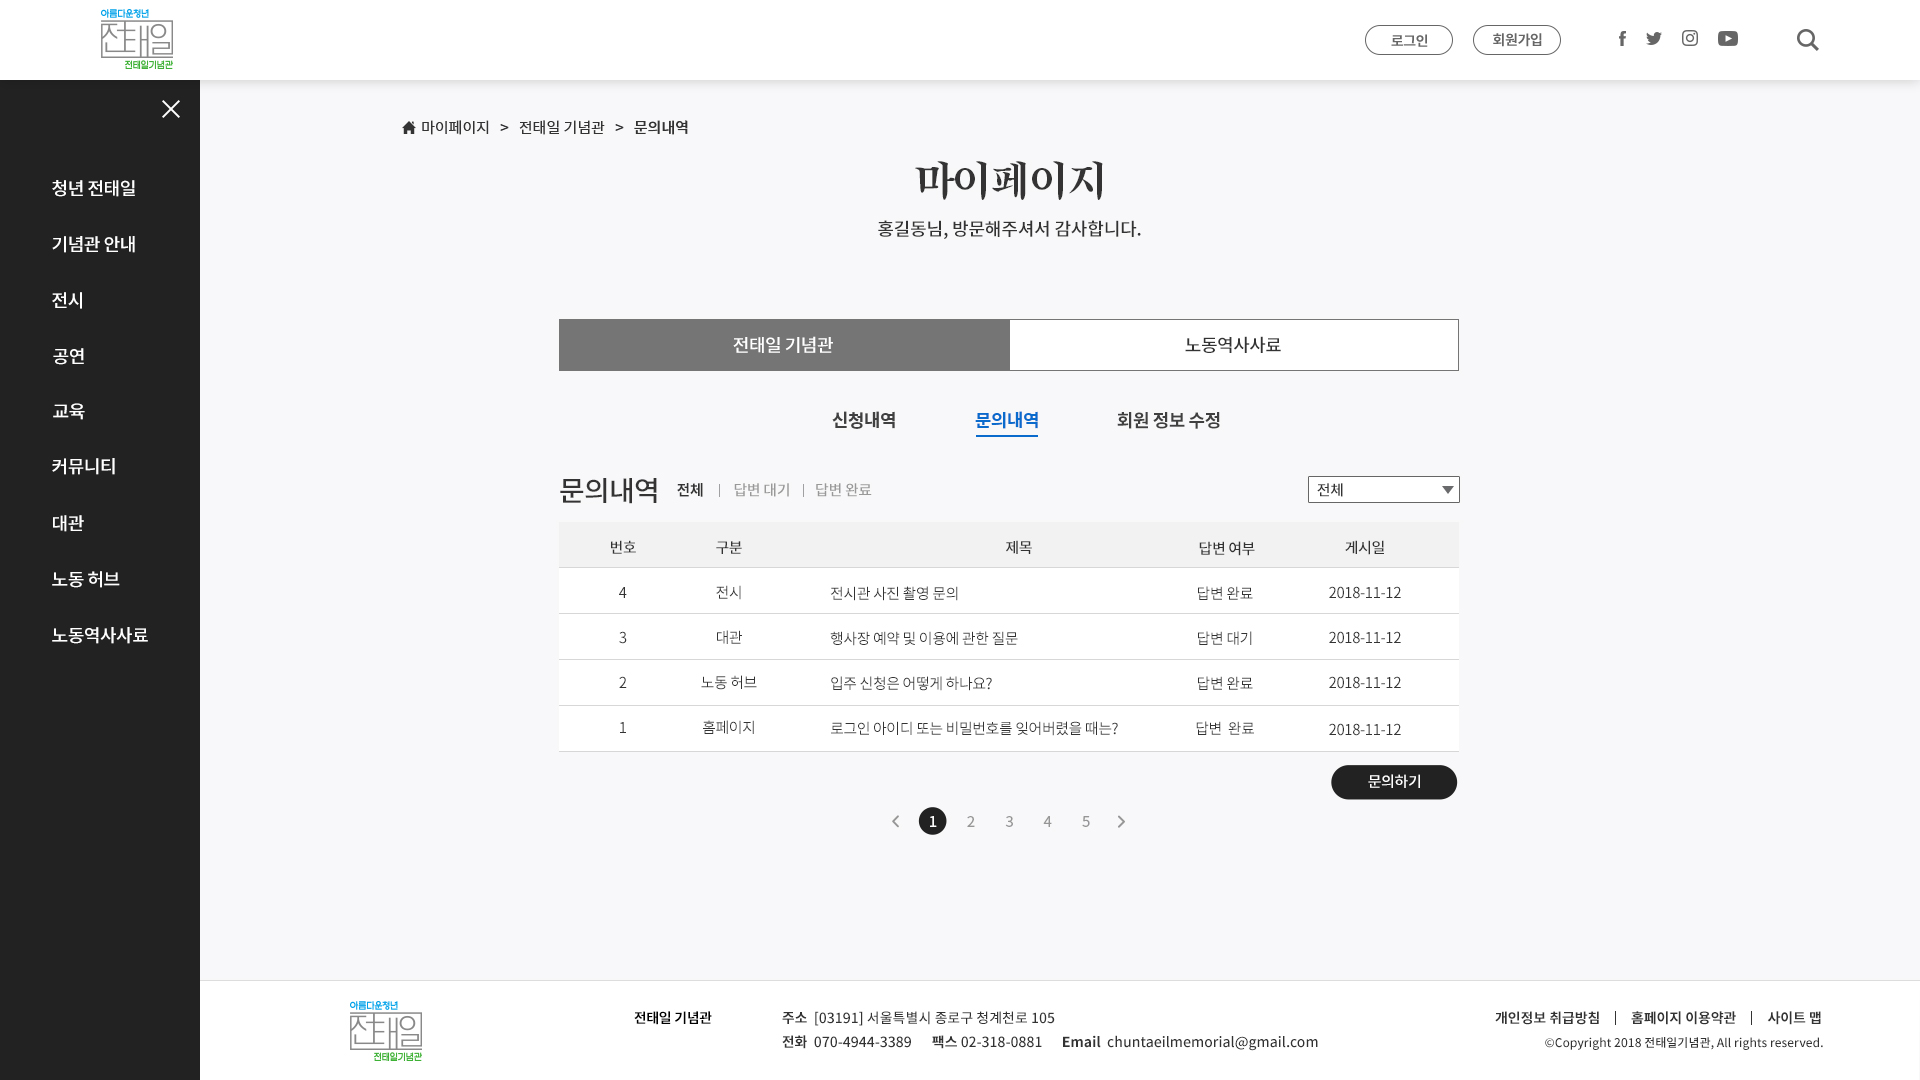 아름다운청년
전태일
전태일기념관
로그인
회원가입
청년 전태일
기념관 안내
전시
공연
교육
커뮤니티
대관
노동 허브
노동역사사료
마이페이지 > 전태일 기념관 > 문의내역
마이페이지
홍길동님, 방문해주셔서 감사합니다.
전태일 기념관
노동역사사료
신청내역
문의내역
회원 정보 수정
문의내역 전체 | 답변 대기 | 답변 완료
전체
번호 구분 제목 답변 여부 게시일
4 전시 전시관 사진 촬영 문의 답변 완료 2018-11-12
3 대관 행사장 예약 및 이용에 관한 질문 답변 대기 2018-11-12
2 노동 허브 입주 신청은 어떻게 하나요? 답변 완료 2018-11-12
1 홈페이지 로그인 아이디 또는 비밀번호를 잊어버렸을 때는? 답변 완료 2018-11-12
문의하기
< 1 2 3 4 5 >
아름다운청년
전태일
전태일기념관
전태일 기념관
주소 [03191] 서울특별시 종로구 청계천로 105
전화 070-4944-3389 팩스 02-318-0881 Email chuntaeilmemorial@gmail.com
개인정보 취급방침 | 홈페이지 이용약관 | 사이트 맵
©Copyright 2018 전태일기념관, All rights reserved.